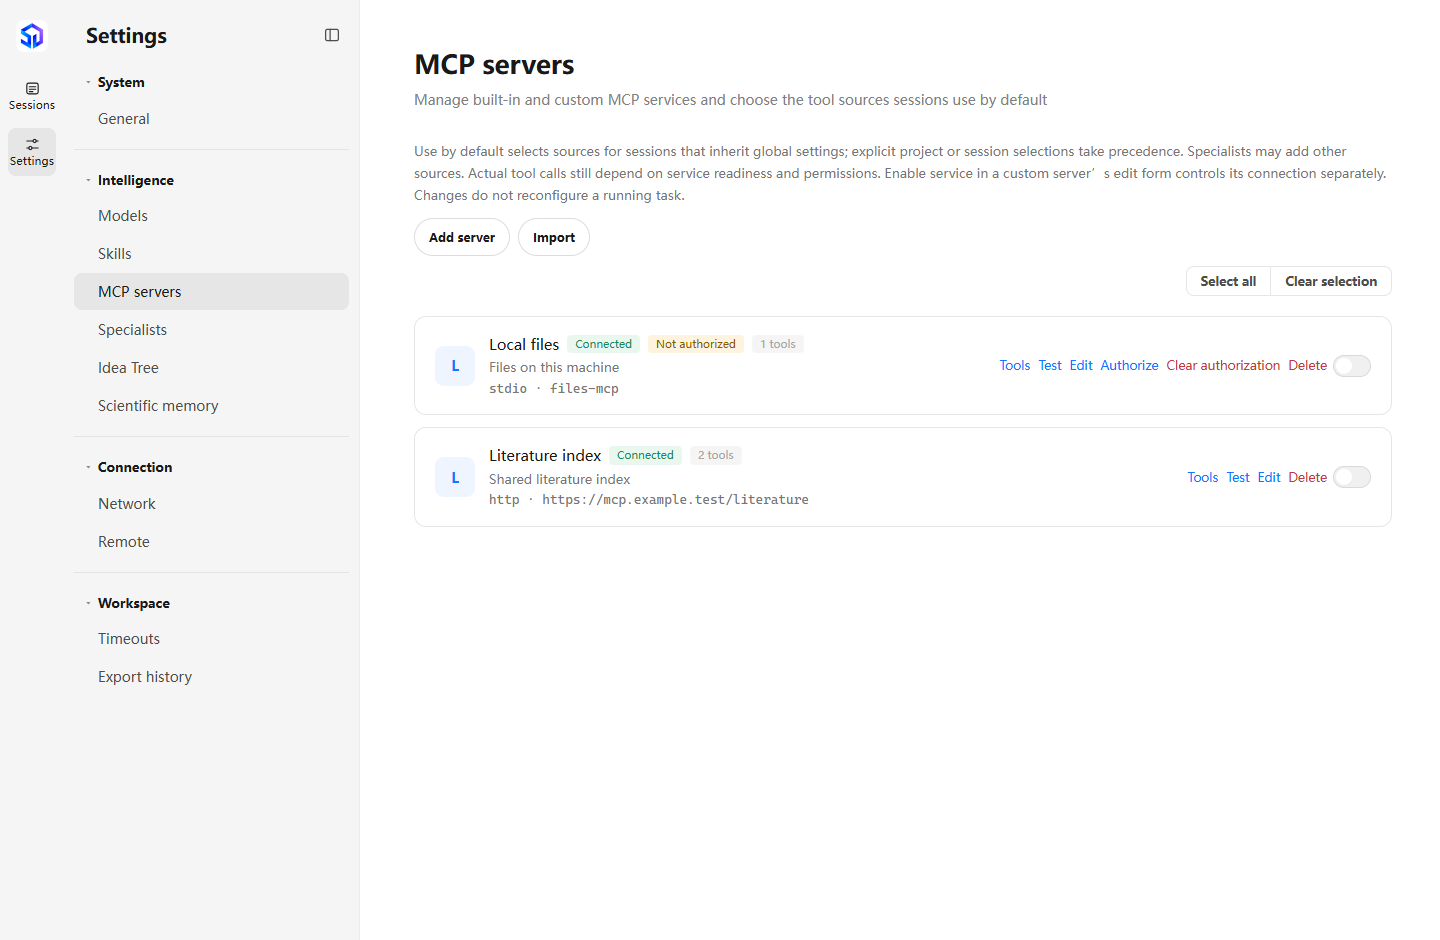 Settings
Sessions
Settings
System
General
Intelligence
Models
Skills
MCP servers
Specialists
Idea Tree
Scientific memory
Connection
Network
Remote
Workspace
Timeouts
Export history
MCP servers
Manage built-in and custom MCP services and choose the tool sources sessions use by default
Use by default selects sources for sessions that inherit global settings; explicit project or session selections take precedence. Specialists may add other
sources. Actual tool calls still depend on service readiness and permissions. Enable service in a custom server’s edit form controls its connection separately.
Changes do not reconfigure a running task.
Add server Import
Select all Clear selection
L
Local files Connected Not authorized 1 tools
Files on this machine
stdio · files-mcp
Tools Test Edit Authorize Clear authorization Delete
L
Literature index Connected 2 tools
Shared literature index
http · https://mcp.example.test/literature
Tools Test Edit Delete